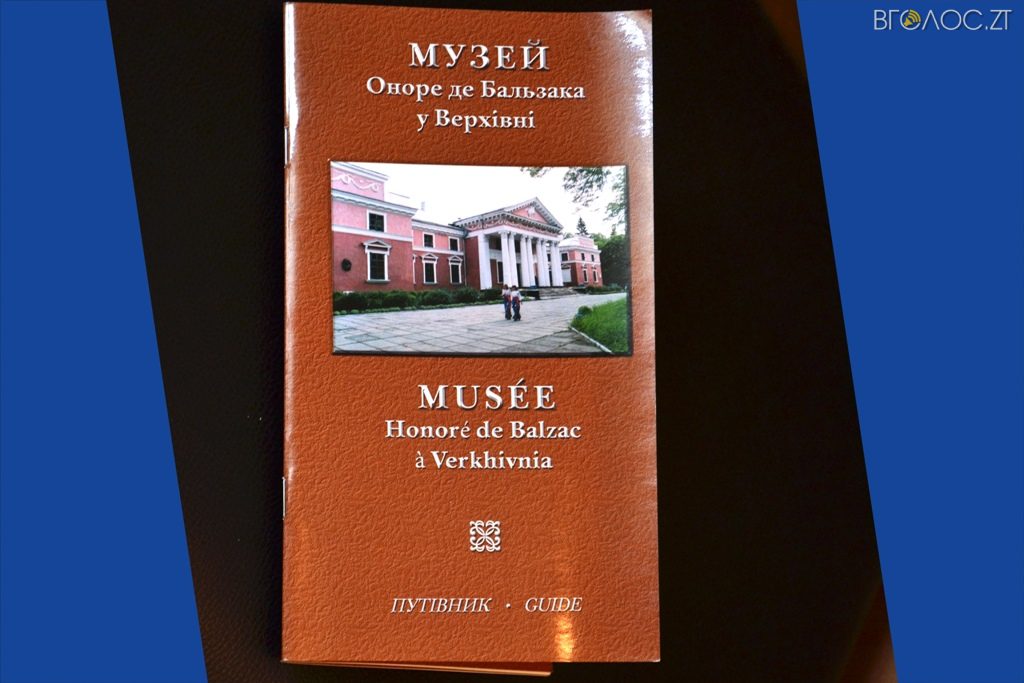 ВГОЛОС.ZT
МУЗЕЙ
Оноре де Бальзака
у Верхівні
MUSÉE
Honoré de Balzac
à Verkhivnia
ПУТІВНИК · GUIDE